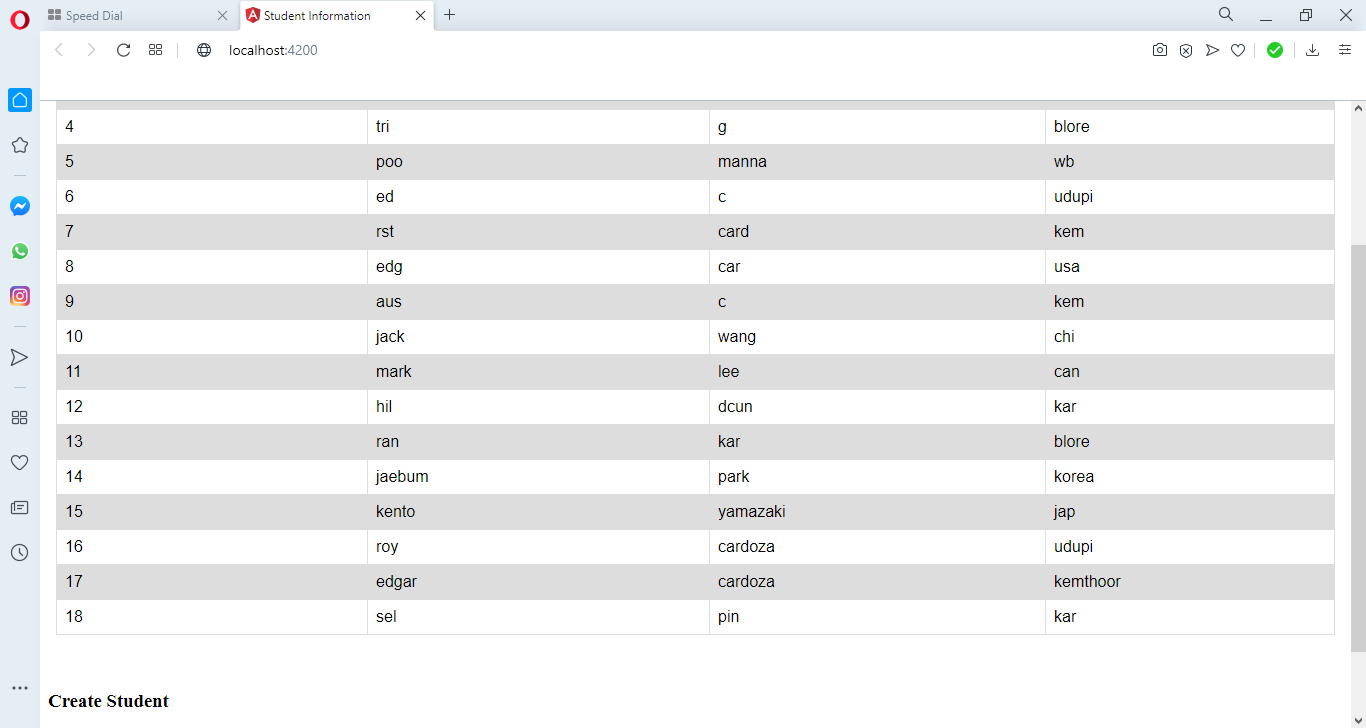 Speed Dial Student Information
localhost:4200
4 tri g blore
5 poo manna wb
6 ed c udupi
7 rst card kem
8 edg car usa
9 aus c kem
10 jack wang chi
11 mark lee can
12 hil dcun kar
13 ran kar blore
14 jaebum park korea
15 kento yamazaki jap
16 roy cardoza udupi
17 edgar cardoza kemthoor
18 sel pin kar
Create Student